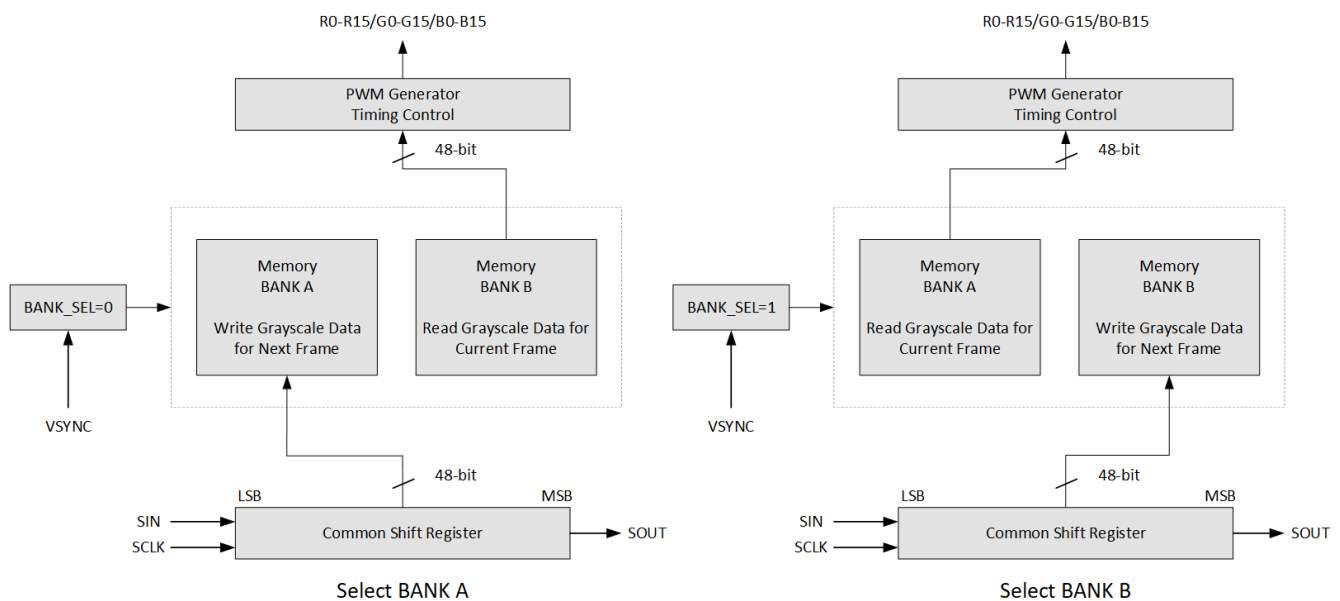 R0-R15/G0-G15/B0-B15
PWM Generator
Timing Control
48-bit
Memory
BANK A
Write Grayscale Data
for Next Frame
Memory
BANK B
Read Grayscale Data for
Current Frame
BANK_SEL=0
VSYNC
48-bit
LSB
MSB
SIN
SCLK
Common Shift Register
SOUT
Select BANK A
R0-R15/G0-G15/B0-B15
PWM Generator
Timing Control
48-bit
Memory
BANK A
Read Grayscale Data for
Current Frame
Memory
BANK B
Write Grayscale Data
for Next Frame
BANK_SEL=1
VSYNC
48-bit
LSB
MSB
SIN
SCLK
Common Shift Register
SOUT
Select BANK B